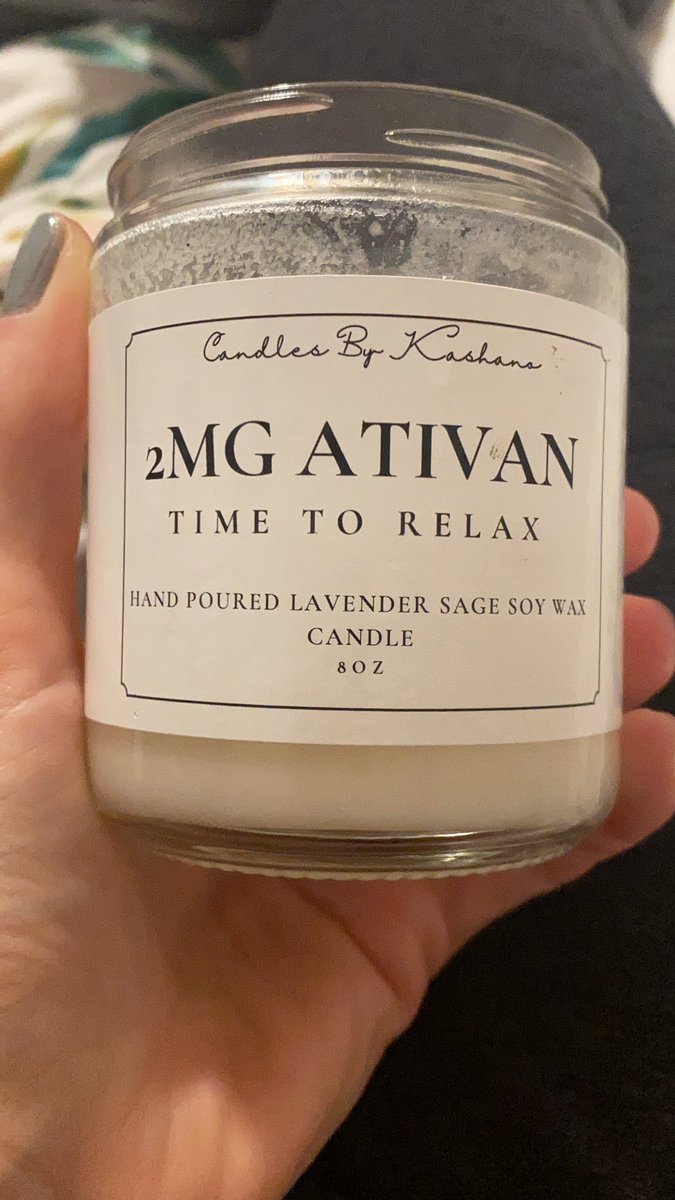 Candles By Kashana
2MG ATIVAN
TIME TO RELAX
HAND POURED LAVENDER SAGE SOY WAX
CANDLE
8OZ